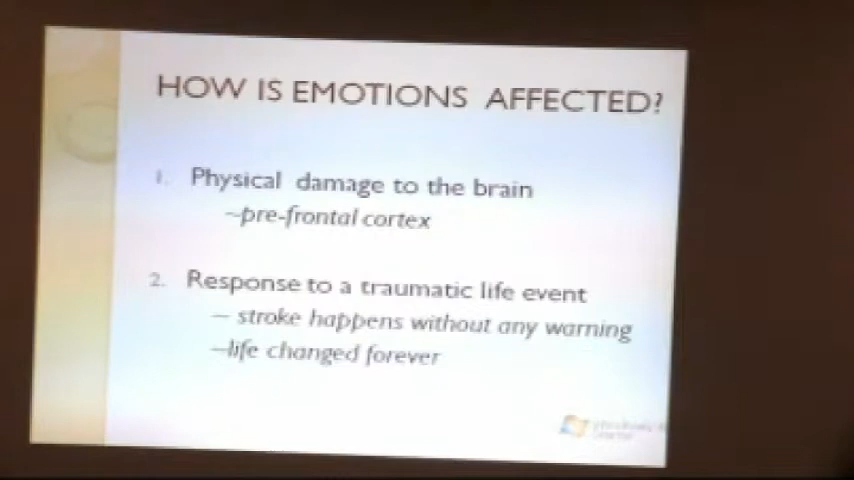 HOW IS EMOTIONS AFFECTED?
1. Physical damage to the brain
–pre-frontal cortex
2. Response to a traumatic life event
– stroke happens without any warning
–life changed forever